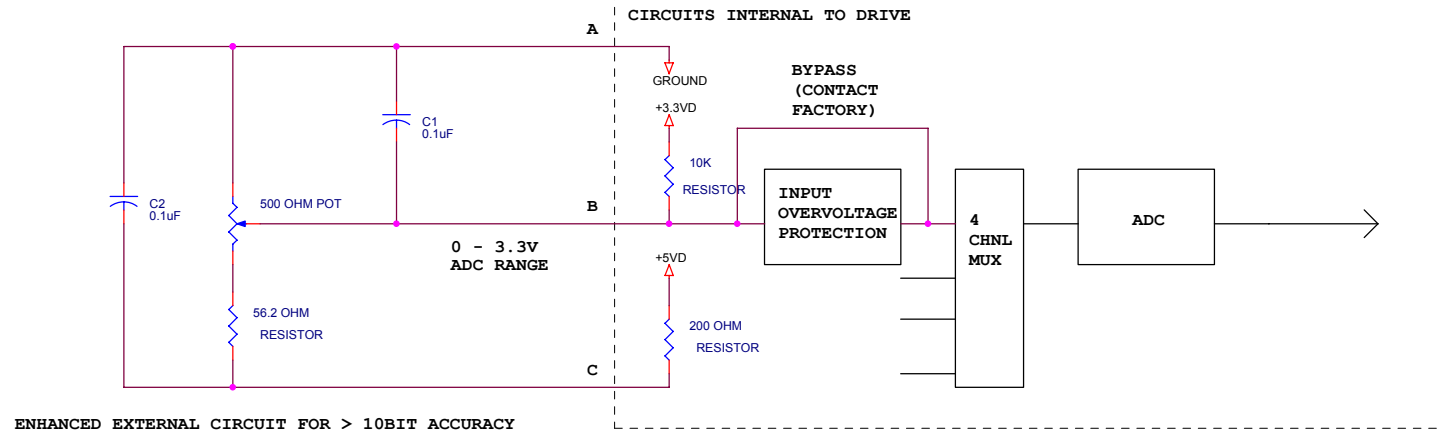 CIRCUITS INTERNAL TO DRIVE
A
GROUND
BYPASS
(CONTACT
FACTORY)
+3.3VD
C1
0.1uF
10K
RESISTOR
C2
0.1uF
500 OHM POT
B
INPUT
OVERVOLTAGE
PROTECTION
4
CHNL
MUX
ADC
0 - 3.3V
ADC RANGE
+5VD
56.2 OHM
RESISTOR
200 OHM
RESISTOR
C
ENHANCED EXTERNAL CIRCUIT FOR > 10BIT ACCURACY